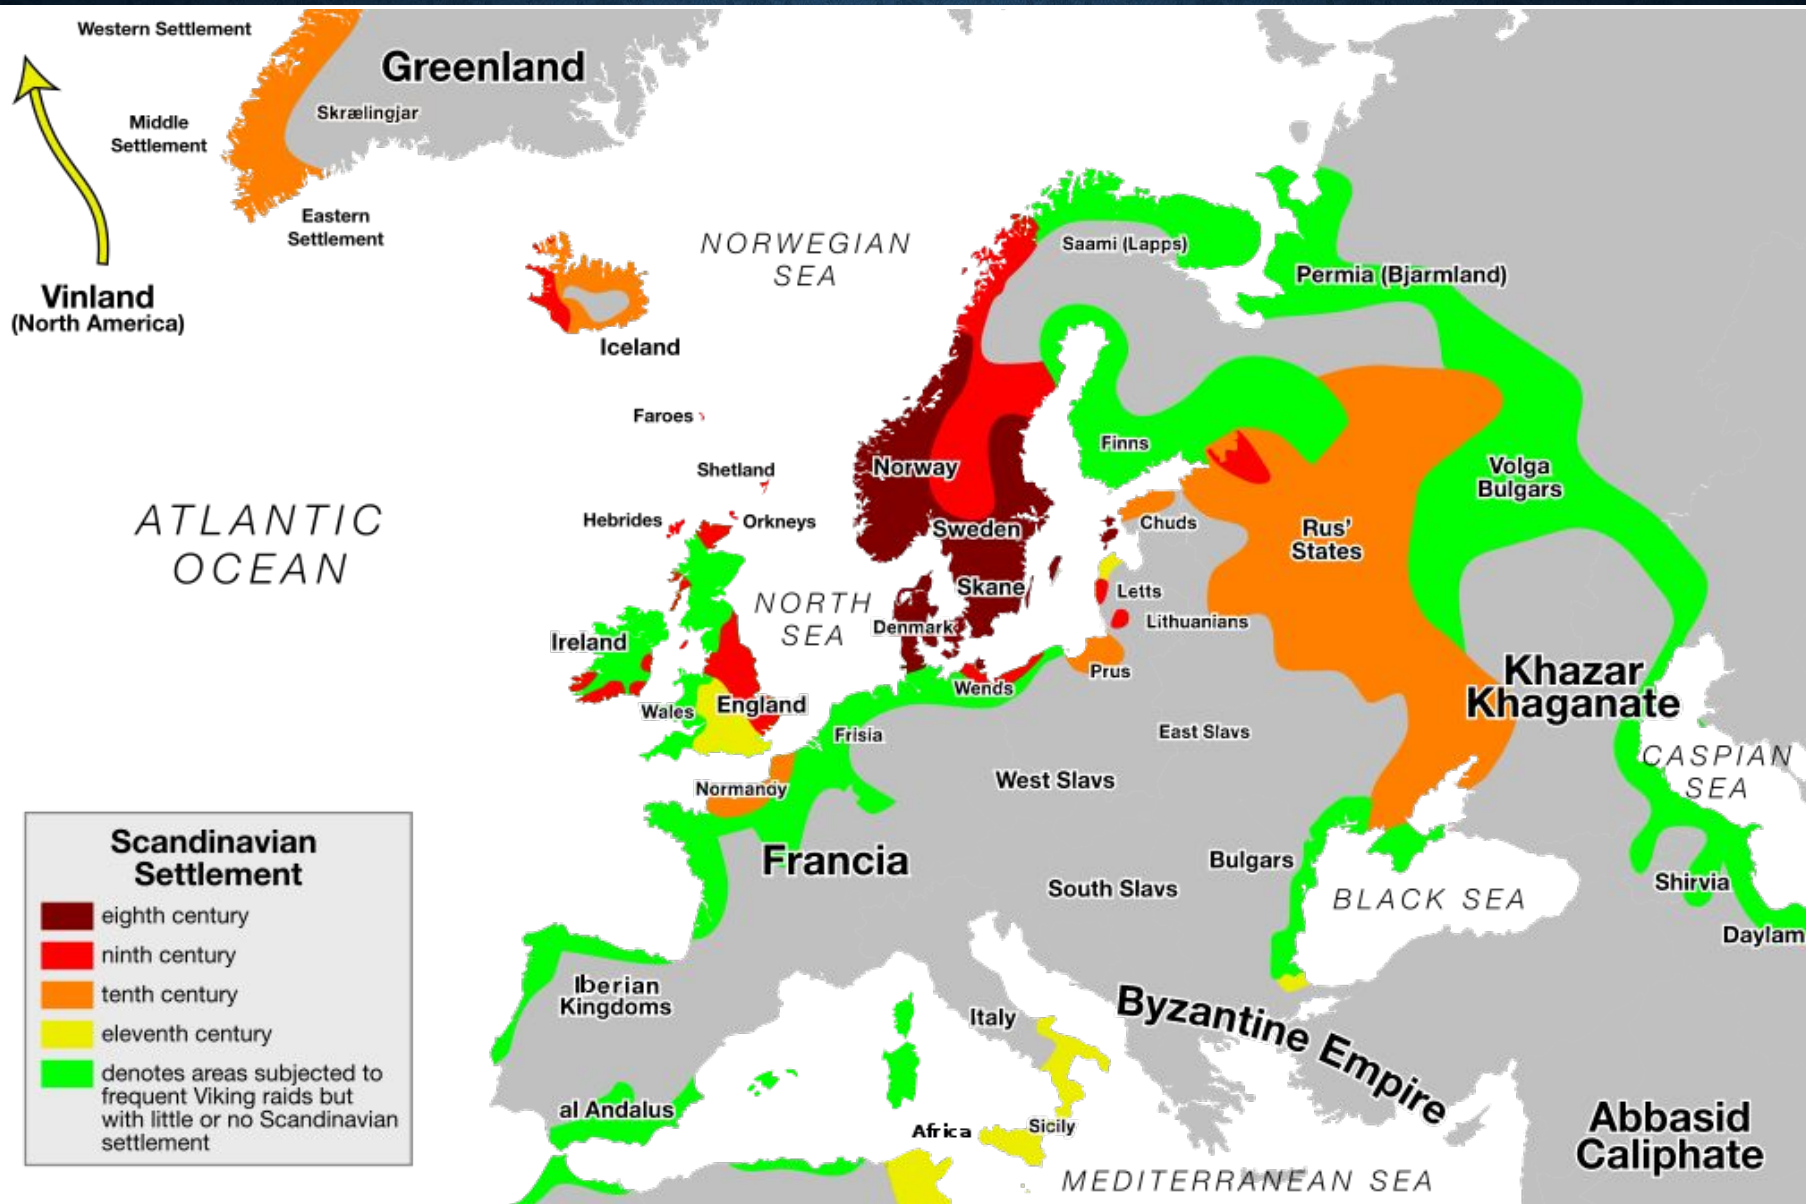 Western Settlement
Greenland
Skrælingjar
Middle
Settlement
Eastern
Settlement
Vinland
(North America)
NORWEGIAN
SEA
Saami (Lapps)
Permia (Bjarmland)
Iceland
Faroes
Shetland
Hebrides
Orkneys
ATLANTIC
OCEAN
Norway
Sweden
Skane
Denmark
Finns
Chuds
Letts
Lithuanians
Prus
Wends
Rus'
States
Volga
Bulgars
NORTH
SEA
Ireland
Wales
England
Frisia
Normandy
Khazar
Khaganate
East Slavs
West Slavs
South Slavs
Francia
Bulgars
BLACK SEA
CASPIAN
SEA
Shirvia
Daylam
Iberian
Kingdoms
al Andalus
Italy
Sicily
Africa
Byzantine Empire
MEDITERRANEAN SEA
Abbasid
Caliphate
Scandinavian
Settlement
eighth century
ninth century
tenth century
eleventh century
denotes areas subjected to
frequent Viking raids but
with little or no Scandinavian
settlement